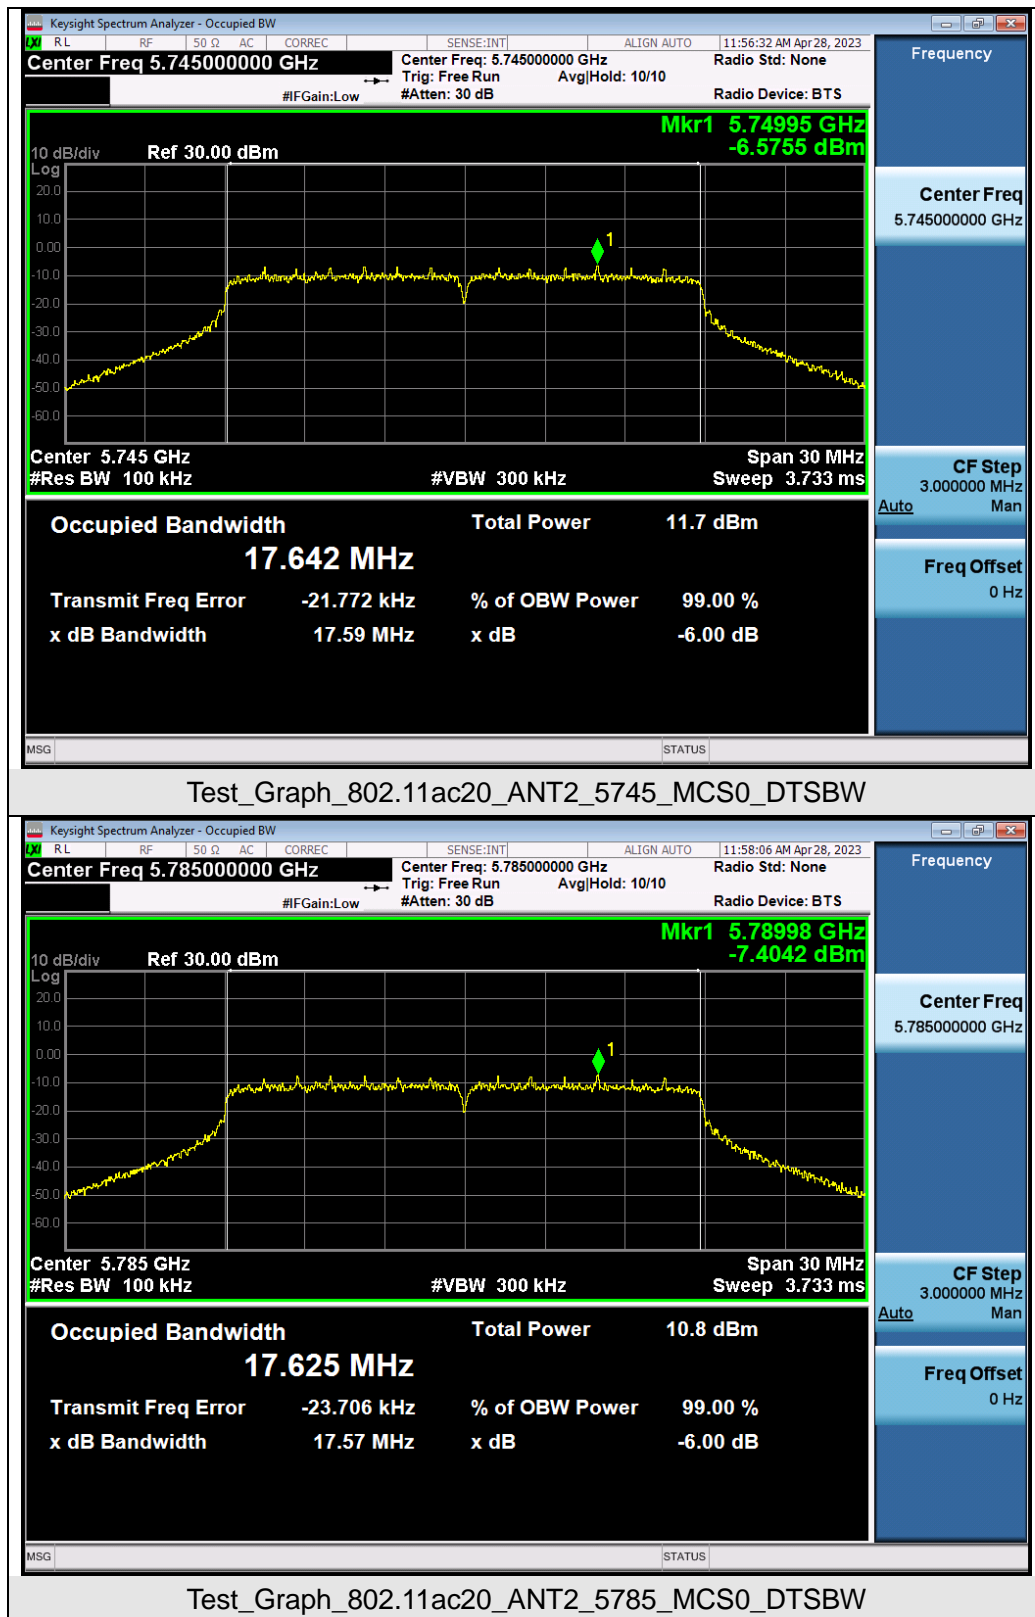 Keysight Spectrum Analyzer - Occupied BW
LXI RL RF 50 Ω AC CORREC SENSE:INT ALIGN AUTO 11:56:32 AM Apr 28, 2023
Center Freq 5.745000000 GHz Center Freq: 5.745000000 GHz Radio Std: None
Trig: Free Run Avg|Hold: 10/10
#IFGain:Low #Atten: 30 dB Radio Device: BTS
Frequency
Mkr1 5.74995 GHz
-6.5755 dBm
10 dB/div Ref 30.00 dBm
Log
20.0
10.0
0.00
-10.0
-20.0
-30.0
-40.0
-50.0
-60.0
1
Center 5.745 GHz Span 30 MHz
#Res BW 100 kHz #VBW 300 kHz Sweep 3.733 ms
Center Freq
5.745000000 GHz
CF Step
3.000000 MHz
Auto Man
Freq Offset
0 Hz
Occupied Bandwidth Total Power 11.7 dBm
17.642 MHz
Transmit Freq Error -21.772 kHz % of OBW Power 99.00 %
x dB Bandwidth 17.59 MHz x dB -6.00 dB
MSG STATUS
Test_Graph_802.11ac20_ANT2_5745_MCS0_DTSBW
Keysight Spectrum Analyzer - Occupied BW
LXI RL RF 50 Ω AC CORREC SENSE:INT ALIGN AUTO 11:58:06 AM Apr 28, 2023
Center Freq 5.785000000 GHz Center Freq: 5.785000000 GHz Radio Std: None
Trig: Free Run Avg|Hold: 10/10
#IFGain:Low #Atten: 30 dB Radio Device: BTS
Frequency
Mkr1 5.78998 GHz
-7.4042 dBm
10 dB/div Ref 30.00 dBm
Log
20.0
10.0
0.00
-10.0
-20.0
-30.0
-40.0
-50.0
-60.0
1
Center 5.785 GHz Span 30 MHz
#Res BW 100 kHz #VBW 300 kHz Sweep 3.733 ms
Center Freq
5.785000000 GHz
CF Step
3.000000 MHz
Auto Man
Freq Offset
0 Hz
Occupied Bandwidth Total Power 10.8 dBm
17.625 MHz
Transmit Freq Error -23.706 kHz % of OBW Power 99.00 %
x dB Bandwidth 17.57 MHz x dB -6.00 dB
MSG STATUS
Test_Graph_802.11ac20_ANT2_5785_MCS0_DTSBW